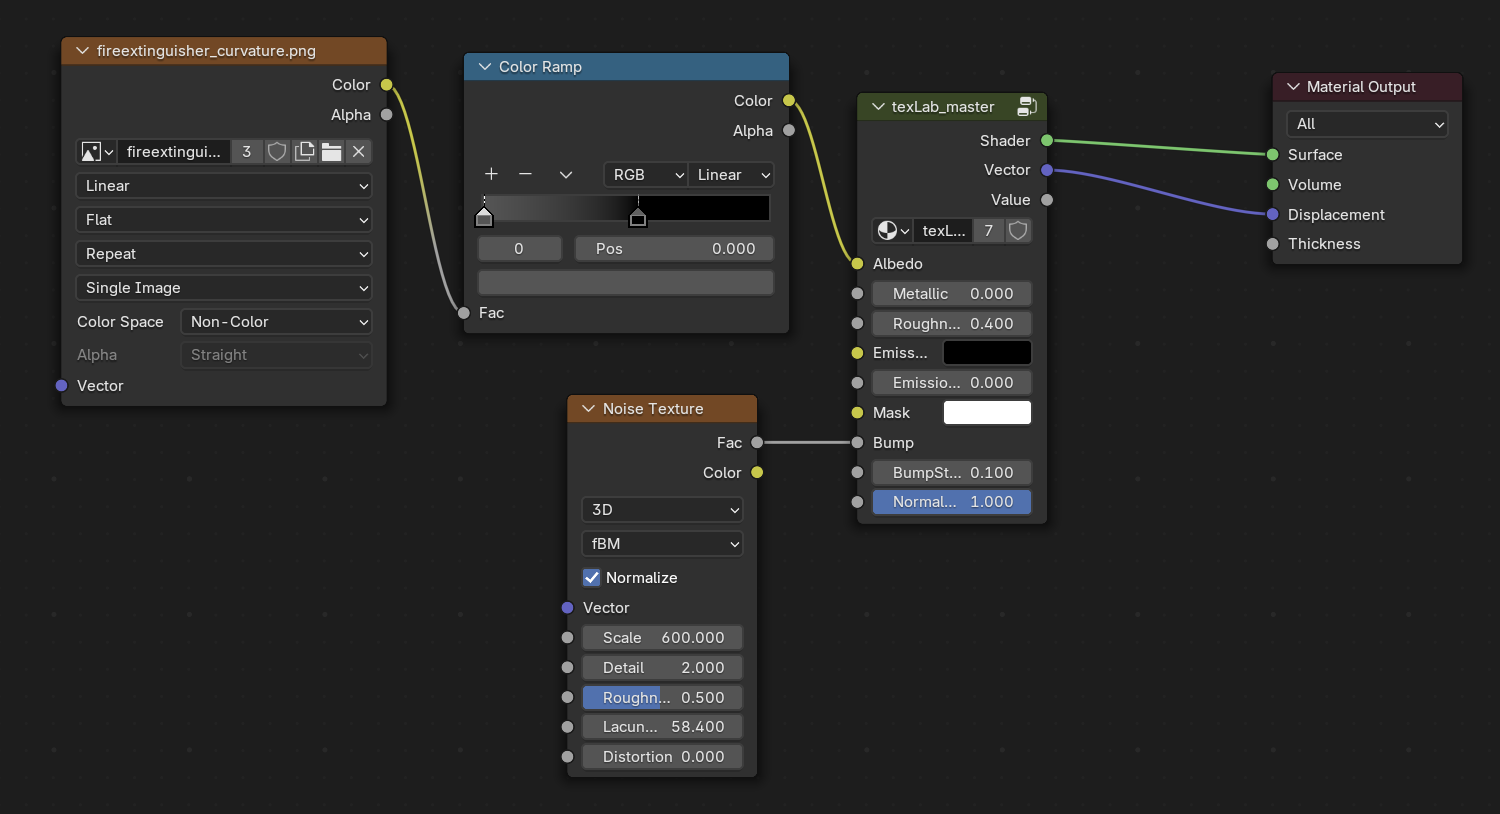 fireextinguisher_curvature.png
Color
Alpha
fireextingui...
3
Linear
Flat
Repeat
Single Image
Color Space
Non-Color
Alpha
Straight
Vector
Color Ramp
Color
Alpha
RGB
Linear
0
Pos
0.000
Fac
Noise Texture
Fac
Color
3D
fBM
Normalize
Vector
Scale
600.000
Detail
2.000
Roughn...
0.500
Lacun...
58.400
Distortion
0.000
texLab_master
Shader
Vector
Value
texL...
7
Albedo
Metallic
0.000
Roughn...
0.400
Emiss...
Emissio...
0.000
Mask
Bump
BumpSt...
0.100
Normal...
1.000
Material Output
All
Surface
Volume
Displacement
Thickness